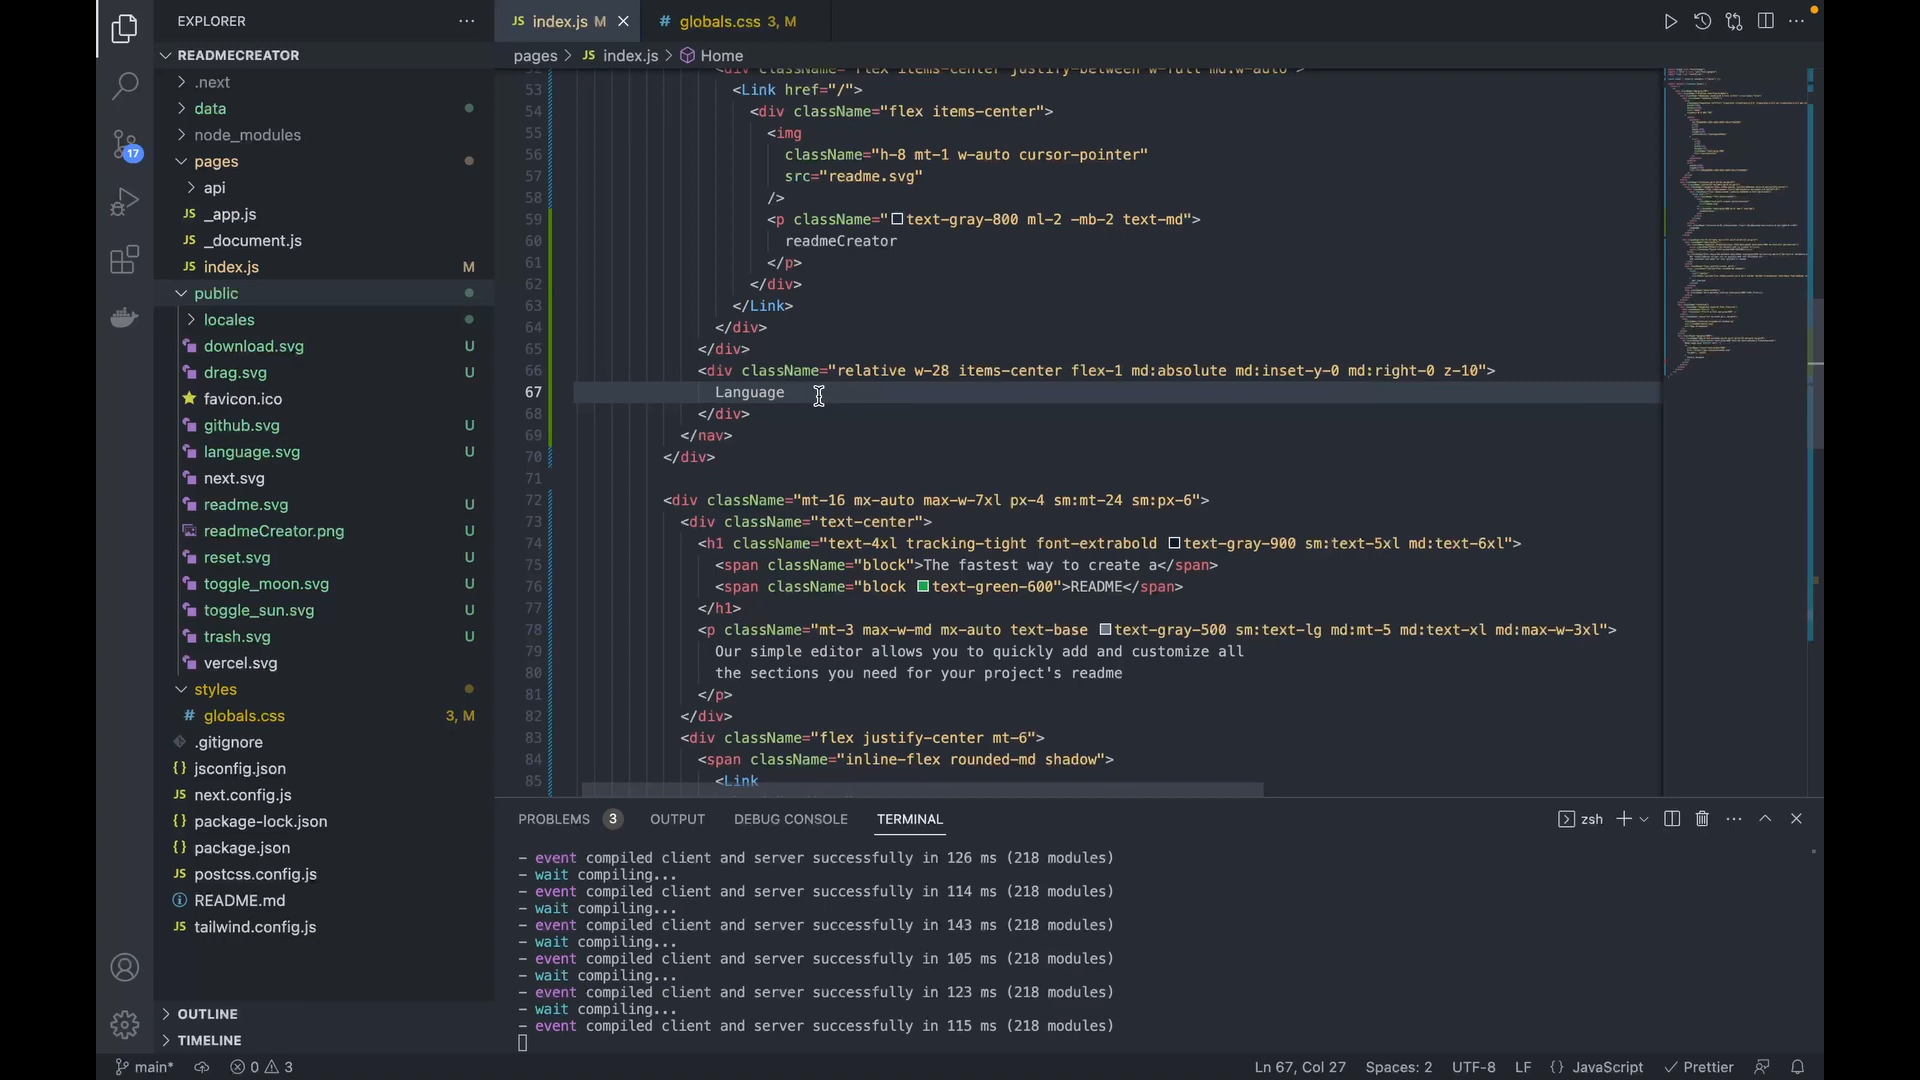 EXPLORER
JS index.js M
# globals.css 3, M
READMECREATOR
pages > JS index.js > Home
.next
data
node_modules
pages
api
JS _app.js
JS _document.js
JS index.js M
public
locales
download.svg U
drag.svg U
favicon.ico
github.svg U
language.svg U
next.svg
readme.svg U
readmeCreator.png U
reset.svg U
toggle_moon.svg U
toggle_sun.svg U
trash.svg U
vercel.svg
styles
# globals.css 3, M
.gitignore
{} jsconfig.json
JS next.config.js
{} package-lock.json
{} package.json
JS postcss.config.js
README.md
JS tailwind.config.js
OUTLINE
TIMELINE
17
53 <Link href="/">
54 <div className="flex items-center">
55 <img
56 className="h-8 mt-1 w-auto cursor-pointer"
57 src="readme.svg"
58 />
59 <p className="text-gray-800 ml-2 -mb-2 text-md">
60 readmeCreator
61 </p>
62 </div>
63 </Link>
64 </div>
65 </div>
66 <div className="relative w-28 items-center flex-1 md:absolute md:inset-y-0 md:right-0 z-10">
67 Language
68 </div>
69 </nav>
70 </div>
71
72 <div className="mt-16 mx-auto max-w-7xl px-4 sm:mt-24 sm:px-6">
73 <div className="text-center">
74 <h1 className="text-4xl tracking-tight font-extrabold text-gray-900 sm:text-5xl md:text-6xl">
75 <span className="block">The fastest way to create a</span>
76 <span className="block text-green-600">README</span>
77 </h1>
78 <p className="mt-3 max-w-md mx-auto text-base text-gray-500 sm:text-lg md:mt-5 md:text-xl md:max-w-3xl">
79 Our simple editor allows you to quickly add and customize all
80 the sections you need for your project's readme
81 </p>
82 </div>
83 <div className="flex justify-center mt-6">
84 <span className="inline-flex rounded-md shadow">
85 <Link
PROBLEMS 3 OUTPUT DEBUG CONSOLE TERMINAL
zsh
- event compiled client and server successfully in 126 ms (218 modules)
- wait compiling...
- event compiled client and server successfully in 114 ms (218 modules)
- wait compiling...
- event compiled client and server successfully in 143 ms (218 modules)
- wait compiling...
- event compiled client and server successfully in 105 ms (218 modules)
- wait compiling...
- event compiled client and server successfully in 123 ms (218 modules)
- wait compiling...
- event compiled client and server successfully in 115 ms (218 modules)
main* 0 3
Ln 67, Col 27 Spaces: 2 UTF-8 LF {} JavaScript Prettier